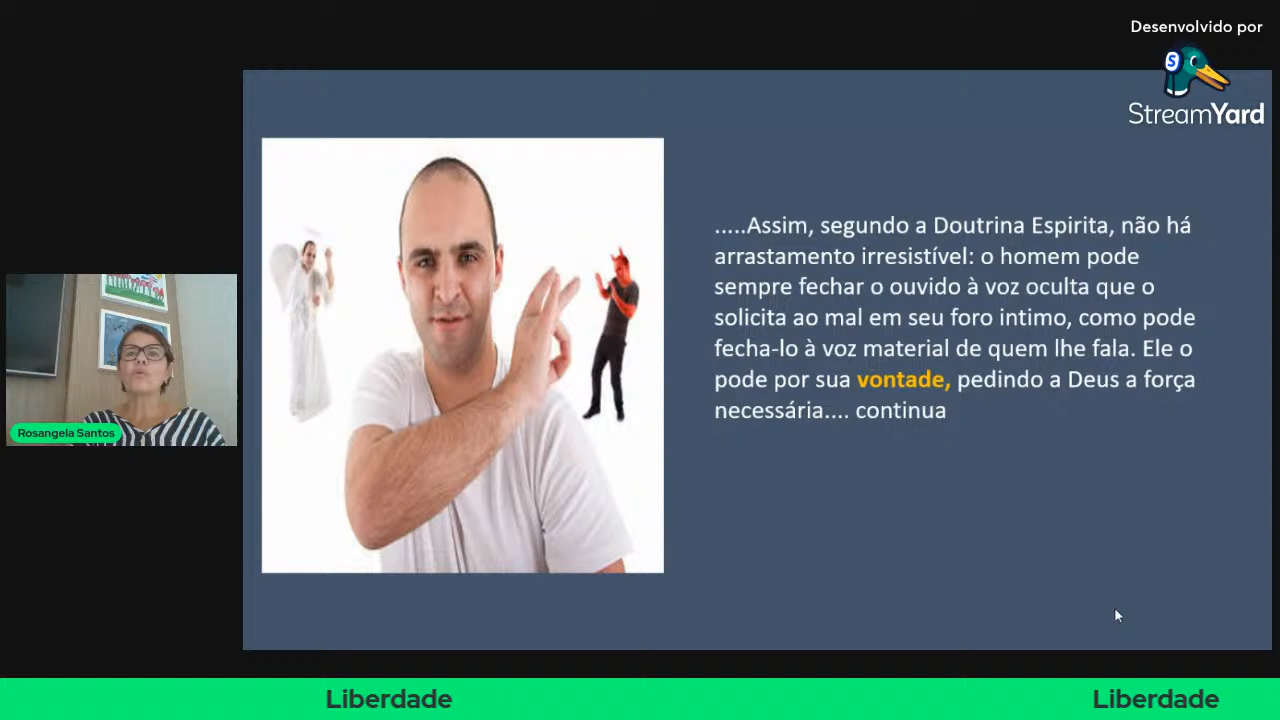 Desenvolvido por
S
StreamYard
.....Assim, segundo a Doutrina Espirita, não há
arrastamento irresistível: o homem pode
sempre fechar o ouvido à voz oculta que o
solicita ao mal em seu foro intimo, como pode
fecha-lo à voz material de quem lhe fala. Ele o
pode por sua vontade, pedindo a Deus a força
necessária.... continua
Rosangela Santos
Liberdade
Liberdade